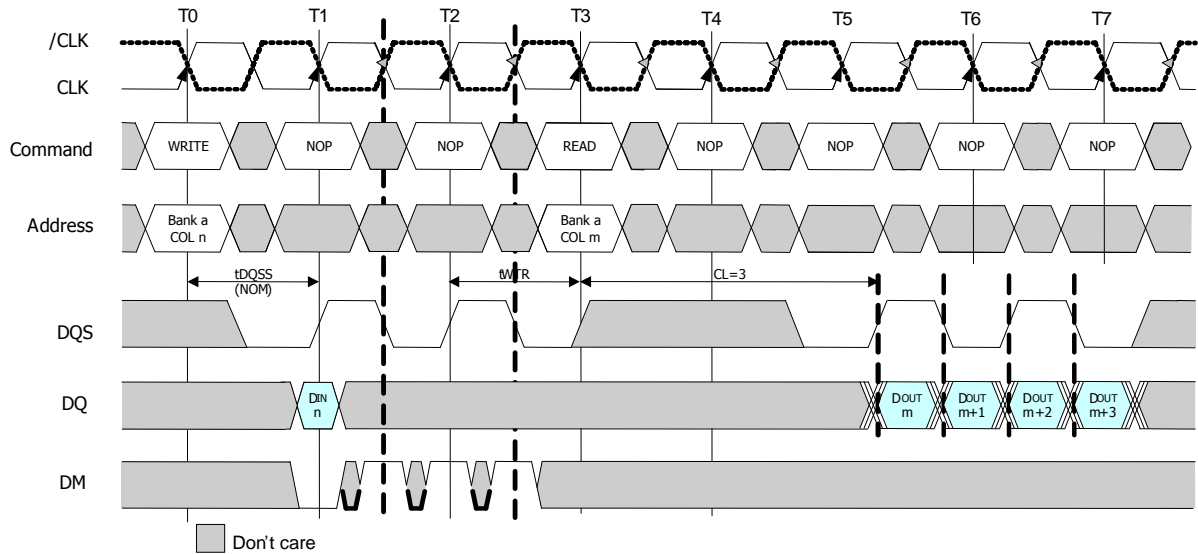 T0 T1 T2 T3 T4 T5 T6 T7
/CLK
CLK
Command WRITE NOP NOP READ NOP NOP NOP NOP
Address Bank a COL n Bank a COL m
tDQSS (NOM) tWTR CL=3
DQS
DQ DIN n DOUT m DOUT m+1 DOUT m+2 DOUT m+3
DM
Don't care